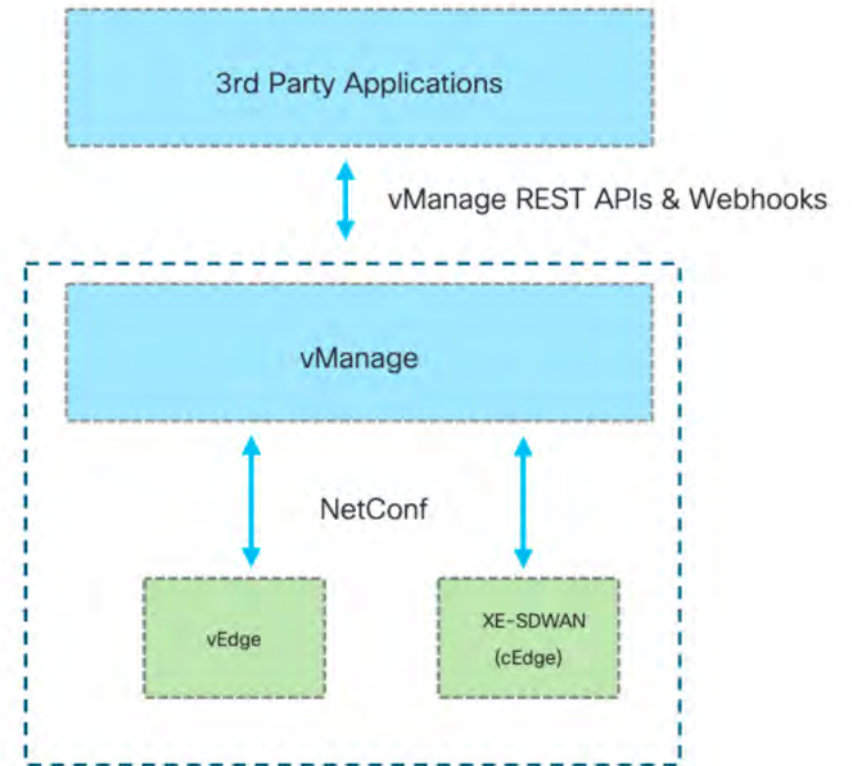 3rd Party Applications
vManage REST APIs & Webhooks
vManage
NetConf
vEdge
XE-SDWAN
(cEdge)